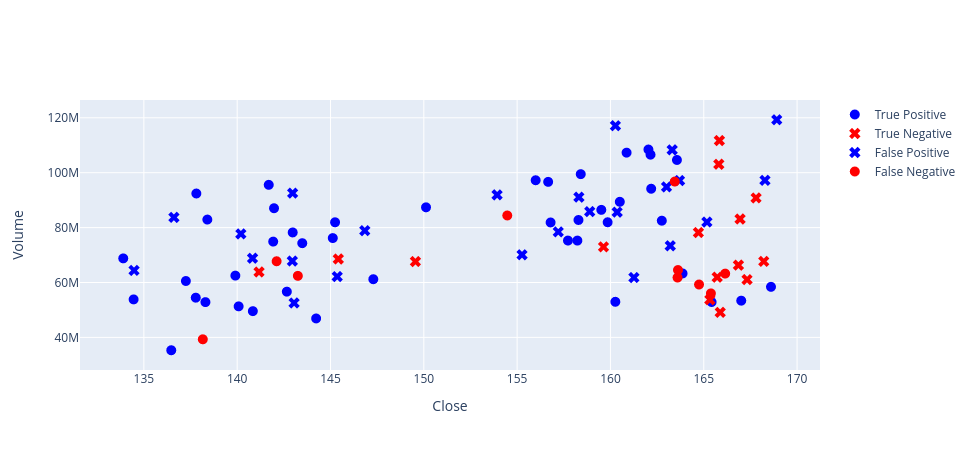 120M
100M
80M
60M
40M
Volume
135 140 145 150 155 160 165 170
Close
True Positive
True Negative
False Positive
False Negative